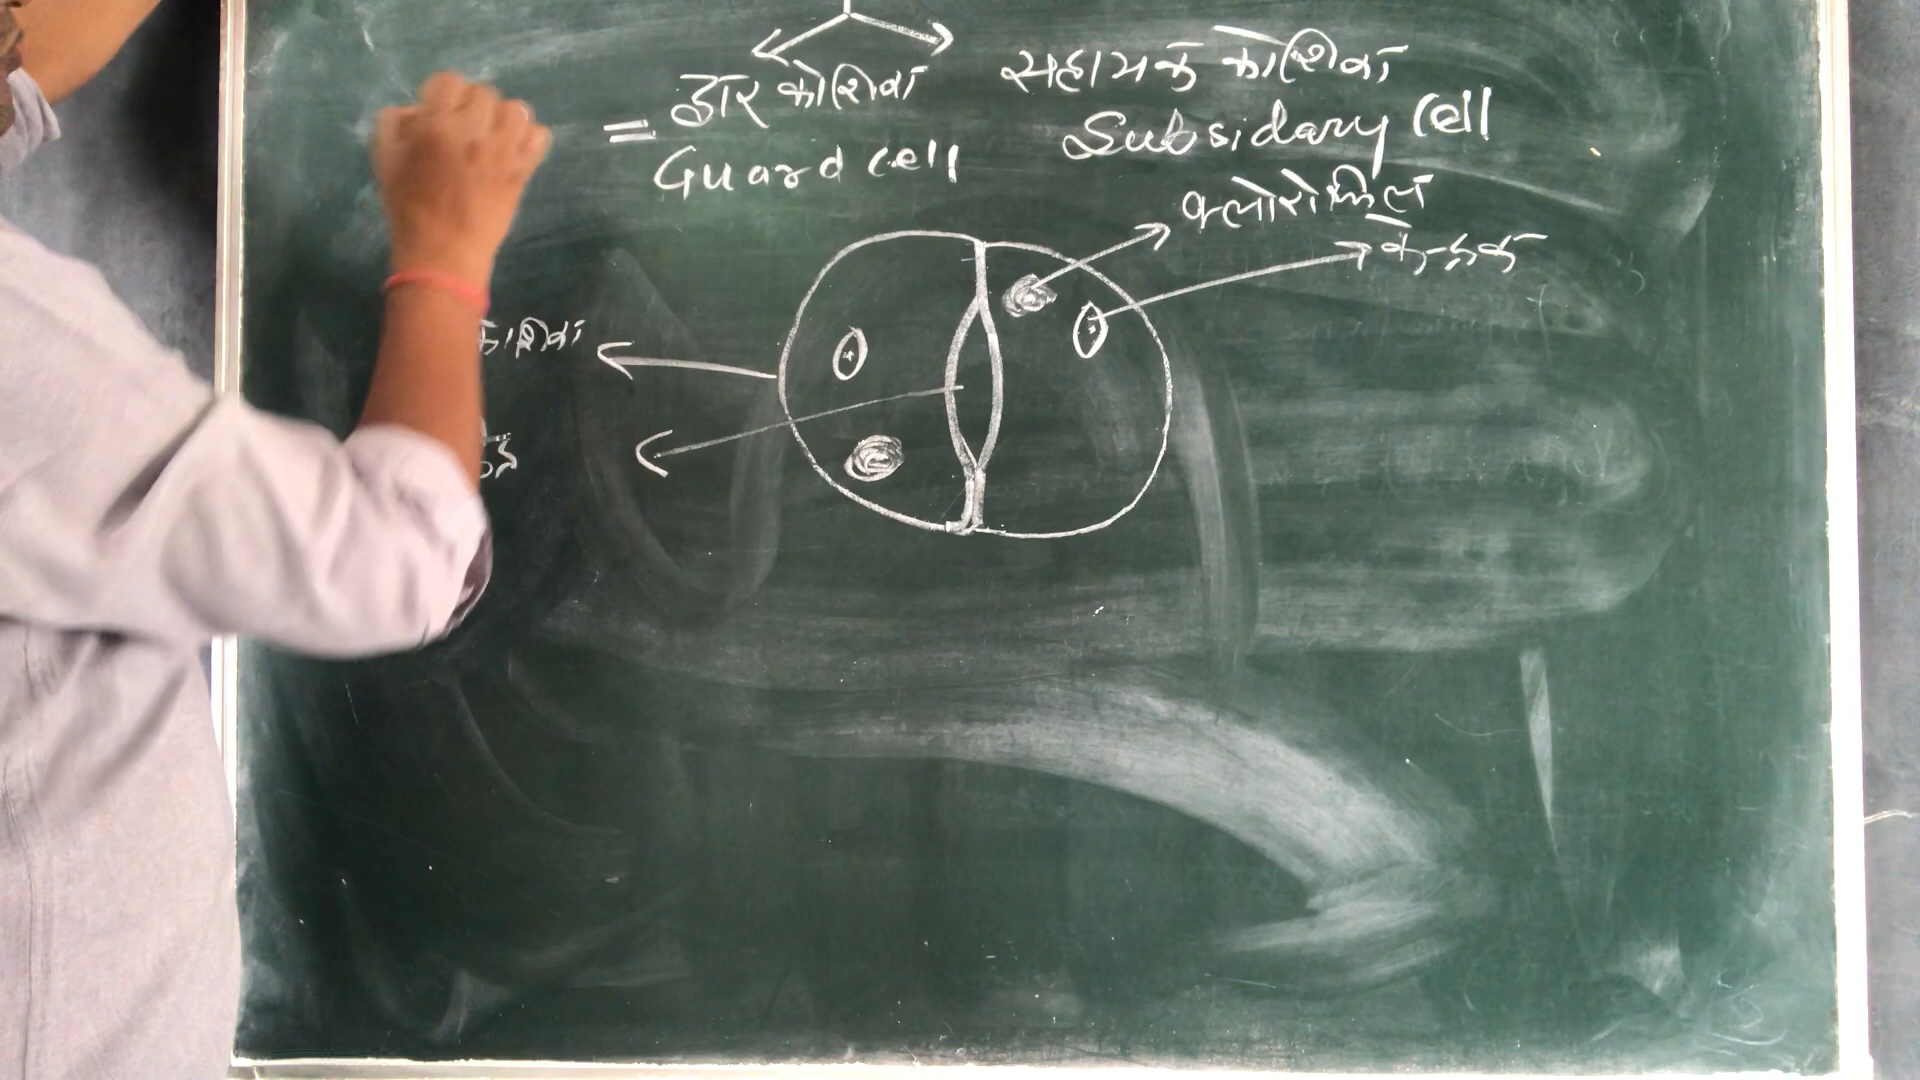 = द्वार कोशिका सहायक कोशिका
Guard cell Subsidary Cell
क्लोरोफिल
केन्द्रक
कोशिका